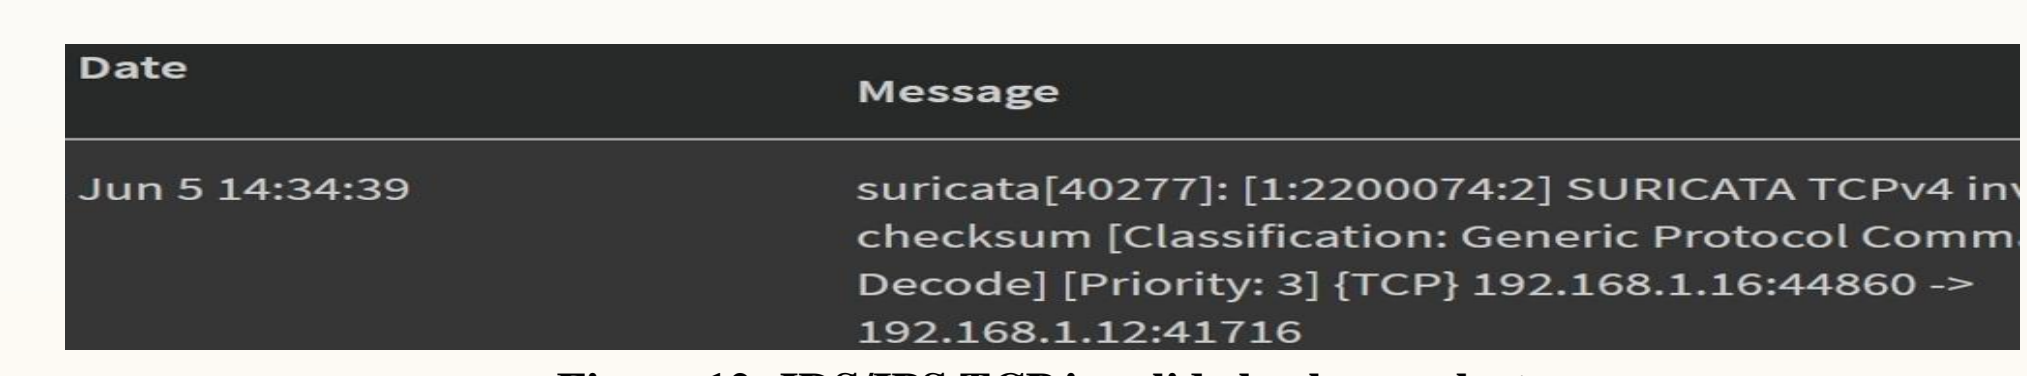 Date
Message
Jun 5 14:34:39
suricata[40277]: [1:2200074:2] SURICATA TCPv4
checksum [Classification: Generic Protocol
Decode] [Priority: 3] {TCP} 192.168.1.16:44860 ->
192.168.1.12:41716